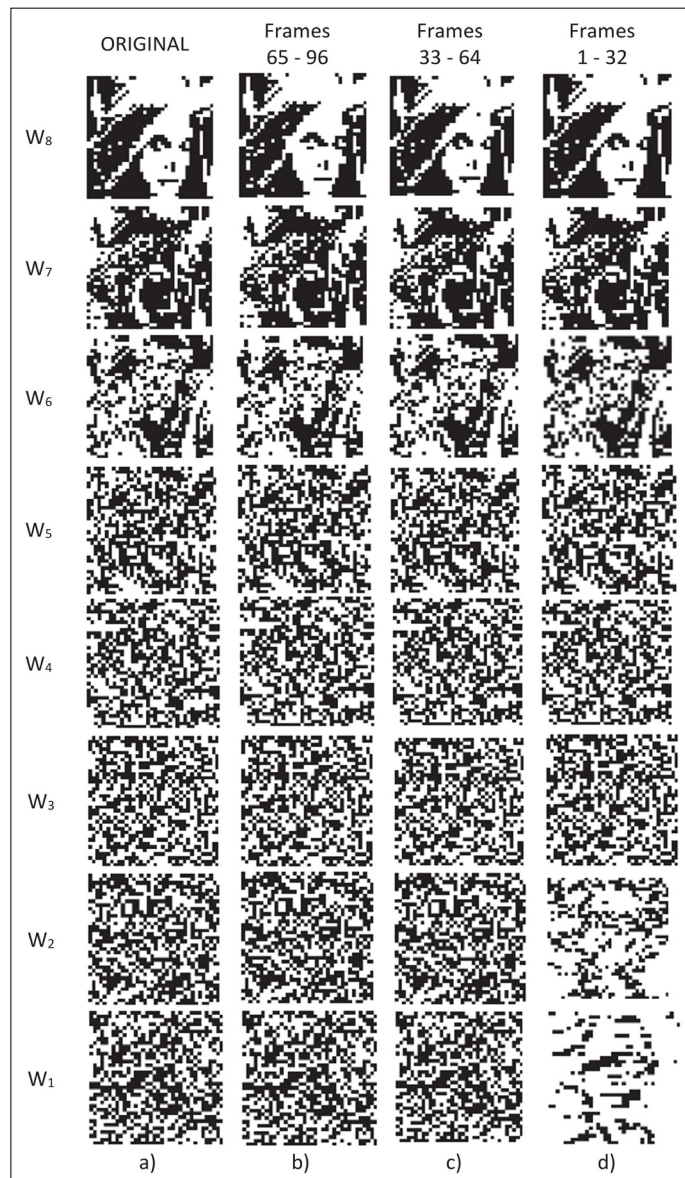 ORIGINAL
Frames
65 - 96
Frames
33 - 64
Frames
1 - 32
W8
W7
W6
W5
W4
W3
W2
W1
a) b) c) d)